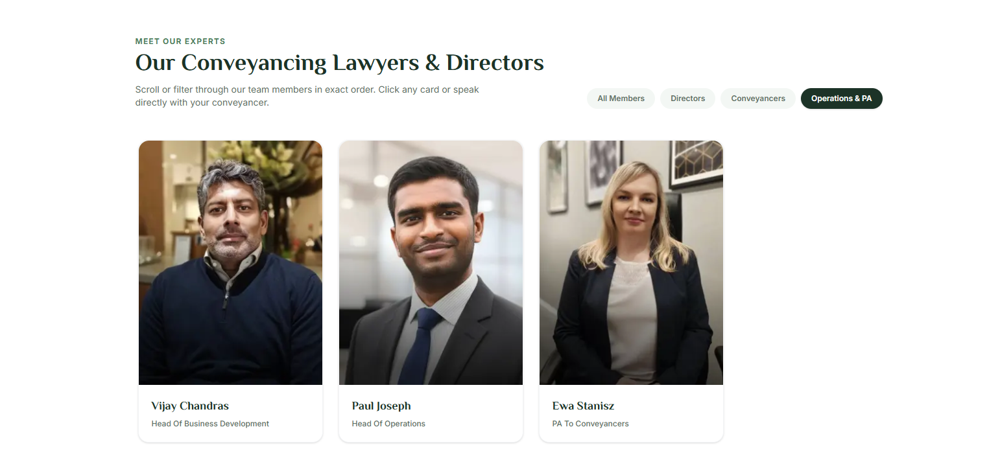 MEET OUR EXPERTS
Our Conveyancing Lawyers & Directors
Scroll or filter through our team members in exact order. Click any card or speak
directly with your conveyancer.
All Members
Directors
Conveyancers
Operations & PA
Vijay Chandras
Head Of Business Development
Paul Joseph
Head Of Operations
Ewa Stanisz
PA To Conveyancers